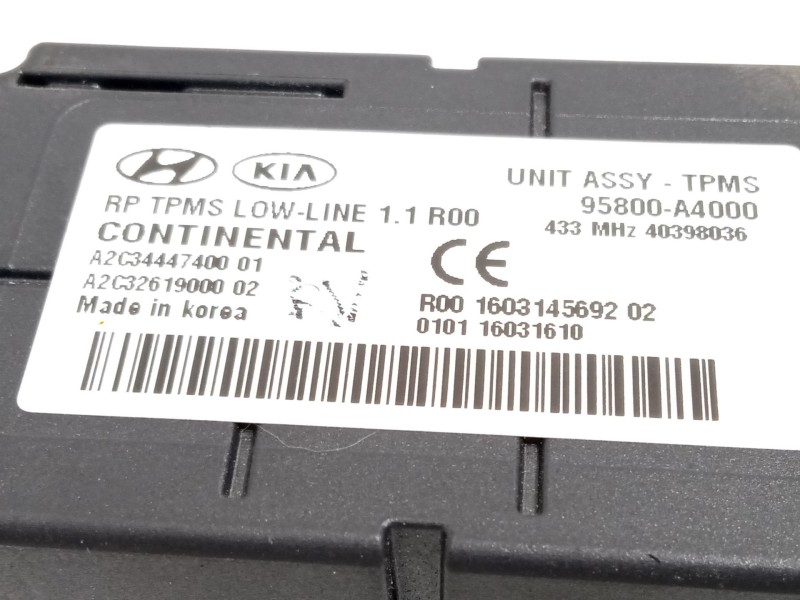 KIA
UNIT ASSY - TPMS
RP TPMS LOW-LINE 1.1 R00
95800-A4000
CONTINENTAL
433 MHz 40398036
A2C34447400 01
A2C32619000 02
CE
Made in korea
R00 1603145692 02
0101 16031610